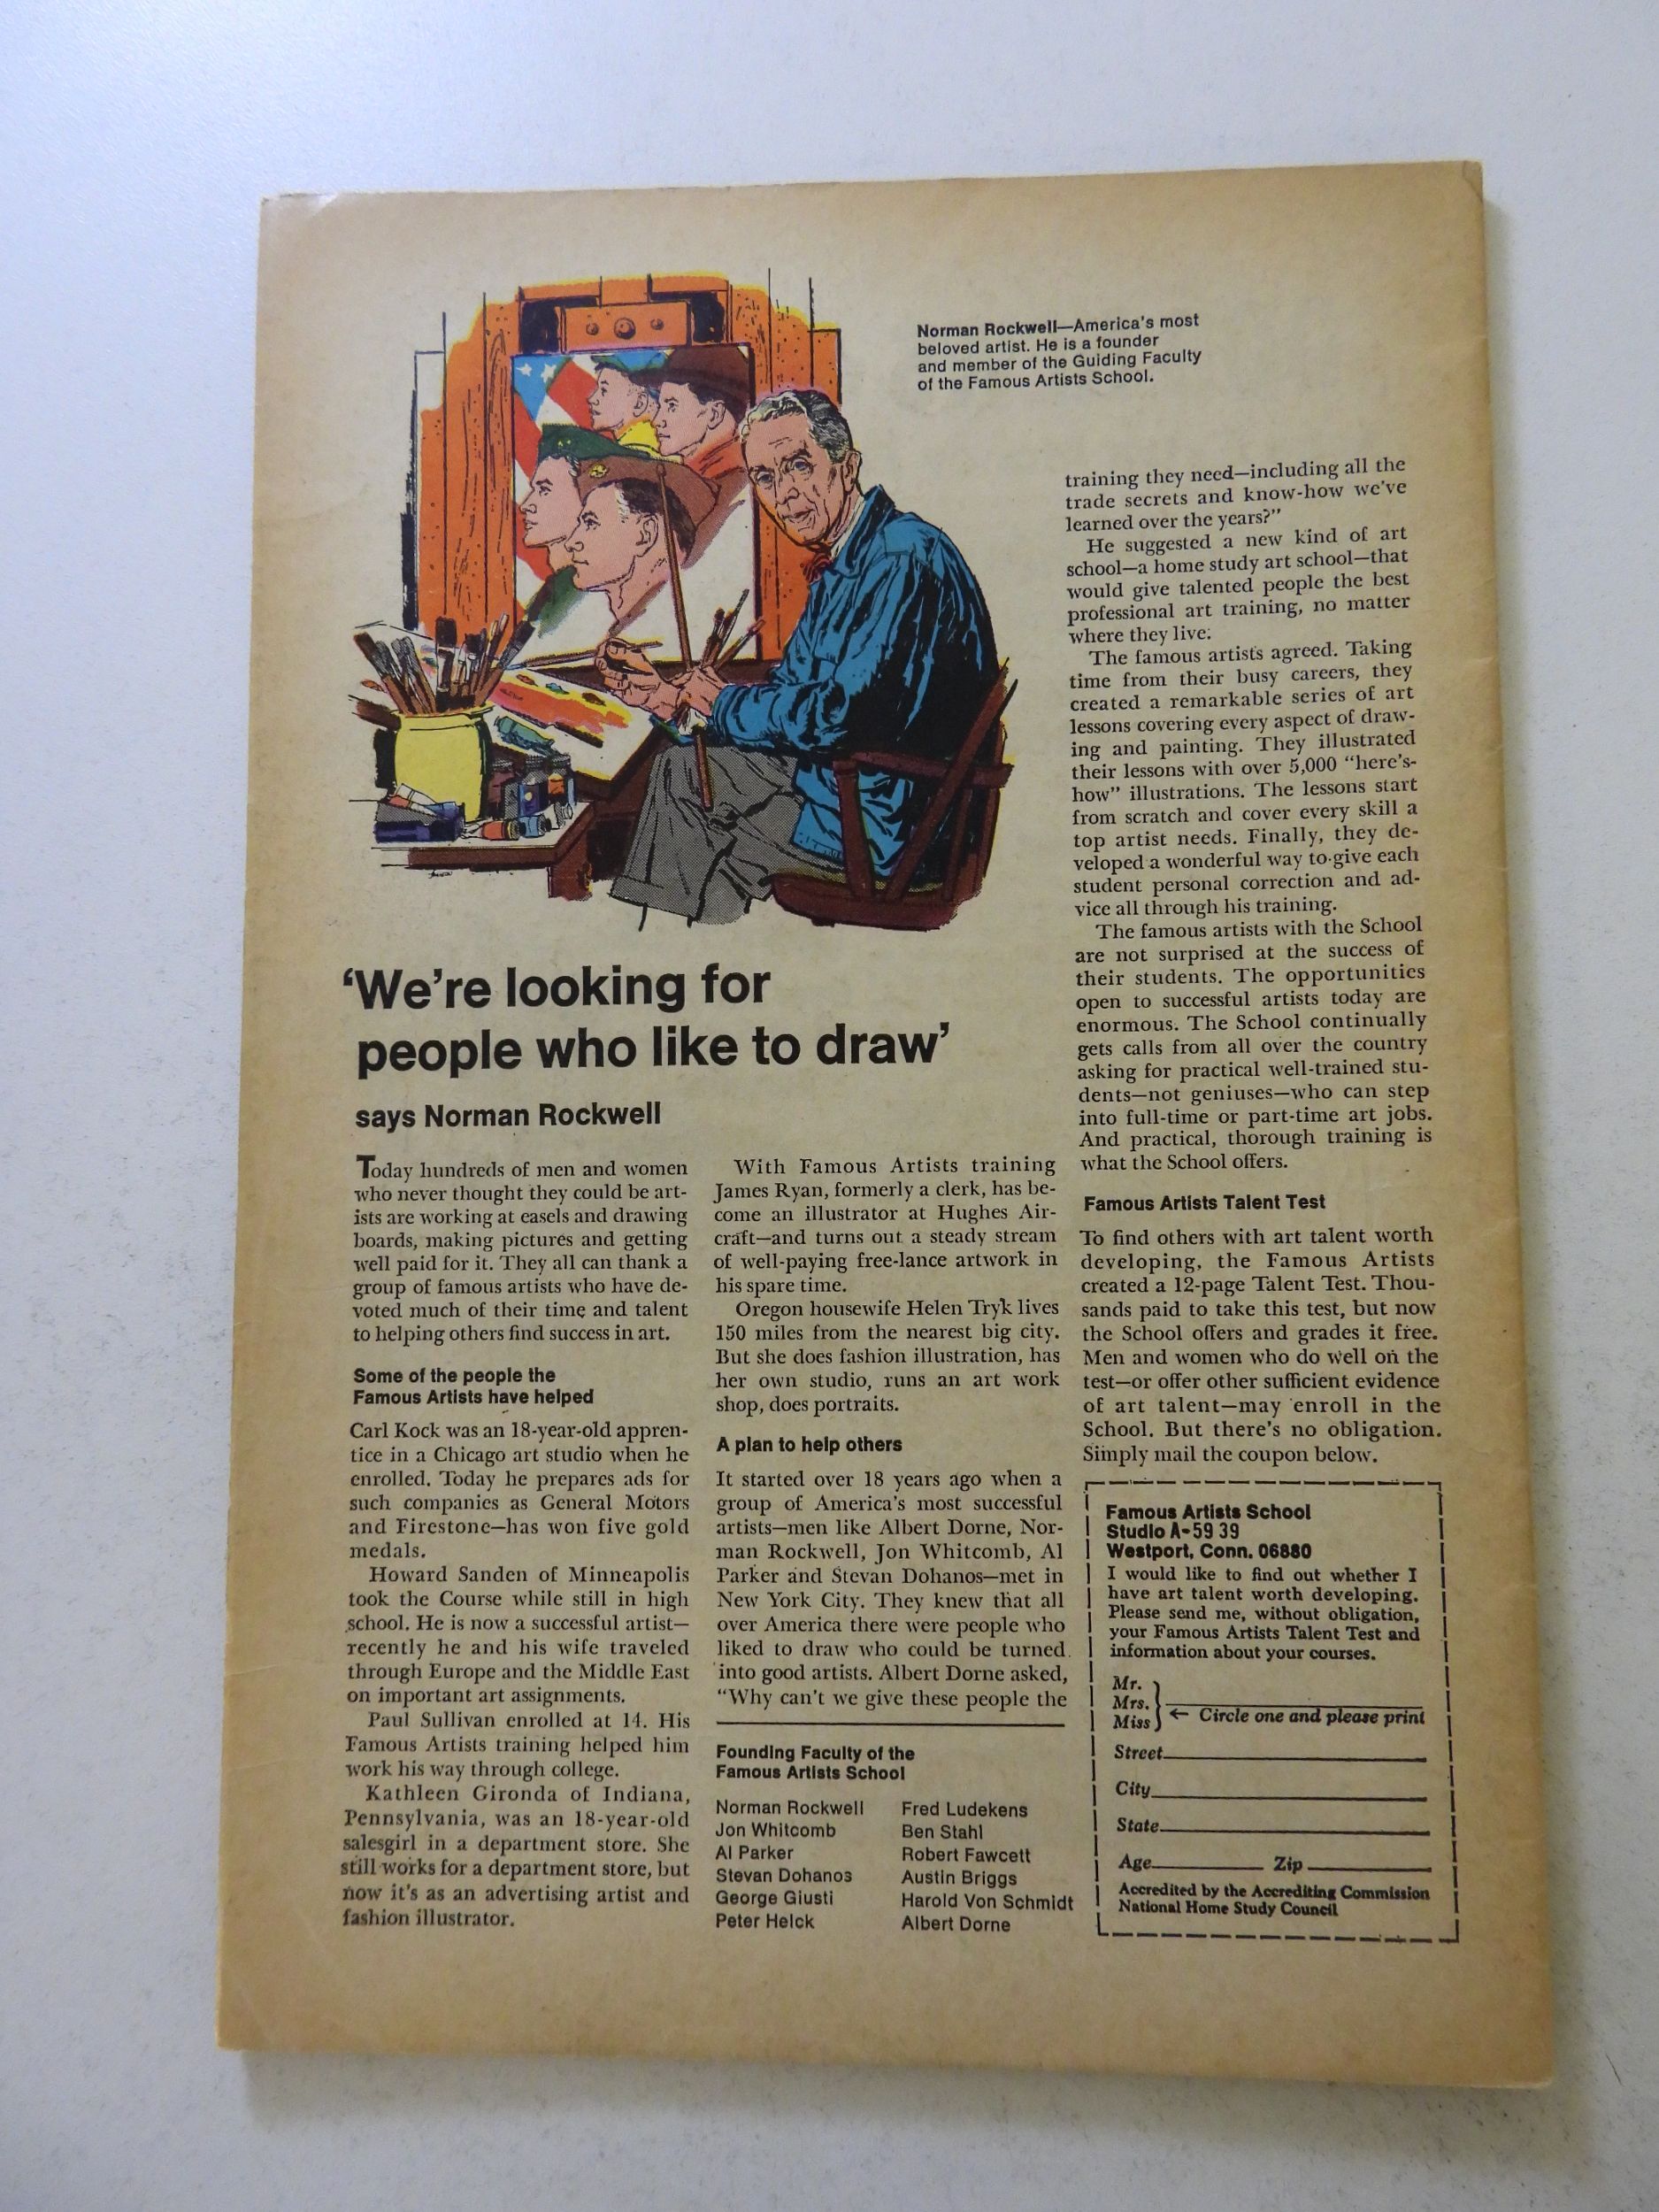 Norman Rockwell—America's most
beloved artist. He is a founder
and member of the Guiding Faculty
of the Famous Artists School.
'We're looking for
people who like to draw'
says Norman Rockwell
Today hundreds of men and women
who never thought they could be art-
ists are working at easels and drawing
boards, making pictures and getting
well paid for it. They all can thank a
group of famous artists who have de-
voted much of their time and talent
to helping others find success in art.
Some of the people the
Famous Artists have helped
Carl Kock was an 18-year-old appren-
tice in a Chicago art studio when he
enrolled. Today he prepares ads for
such companies as General Motors
and Firestone—has won five gold
medals.
Howard Sanden of Minneapolis
took the Course while still in high
school. He is now a successful artist—
recently he and his wife traveled
through Europe and the Middle East
on important art assignments.
Paul Sullivan enrolled at 14. His
Famous Artists training helped him
work his way through college.
Kathleen Gironda of Indiana,
Pennsylvania, was an 18-year-old
salesgirl in a department store. She
still works for a department store, but
now it's as an advertising artist and
fashion illustrator.
With Famous Artists training
James Ryan, formerly a clerk, has be-
come an illustrator at Hughes Air-
craft—and turns out a steady stream
of well-paying free-lance artwork in
his spare time.
Oregon housewife Helen Tryk lives
150 miles from the nearest big city.
But she does fashion illustration, has
her own studio, runs an art work
shop, does portraits.
A plan to help others
It started over 18 years ago when a
group of America's most successful
artists—men like Albert Dorne, Nor-
man Rockwell, Jon Whitcomb, Al
Parker and Stevan Dohanos—met in
New York City. They knew that all
over America there were people who
liked to draw who could be turned
into good artists. Albert Dorne asked,
"Why can't we give these people the
training they need—including all the
trade secrets and know-how we've
learned over the years?"
He suggested a new kind of art
school—a home study art school—that
would give talented people the best
professional art training, no matter
where they live.
The famous artists agreed. Taking
time from their busy careers, they
created a remarkable series of art
lessons covering every aspect of draw-
ing and painting. They illustrated
their lessons with over 5,000 "here's-
how" illustrations. The lessons start
from scratch and cover every skill a
top artist needs. Finally, they de-
veloped a wonderful way to give each
student personal correction and ad-
vice all through his training.
The famous artists with the School
are not surprised at the success of
their students. The opportunities
open to successful artists today are
enormous. The School continually
gets calls from all over the country
asking for practical well-trained stu-
dents—not geniuses—who can step
into full-time or part-time art jobs.
And practical, thorough training is
what the School offers.
Famous Artists Talent Test
To find others with art talent worth
developing, the Famous Artists
created a 12-page Talent Test. Thou-
sands paid to take this test, but now
the School offers and grades it free.
Men and women who do well on the
test—or offer other sufficient evidence
of art talent—may enroll in the
School. But there's no obligation.
Simply mail the coupon below.
Founding Faculty of the
Famous Artists School
Norman Rockwell
Jon Whitcomb
Al Parker
Stevan Dohanos
George Giusti
Peter Helck
Fred Ludekens
Ben Stahl
Robert Fawcett
Austin Briggs
Harold Von Schmidt
Albert Dorne
Famous Artists School
Studio A-59 39
Westport, Conn. 06880
I would like to find out whether I
have art talent worth developing.
Please send me, without obligation,
your Famous Artists Talent Test and
information about your courses.
Mr.
Mrs.
Miss ← Circle one and please print
Street
City
State
Age Zip
Accredited by the Accrediting Commission
National Home Study Council